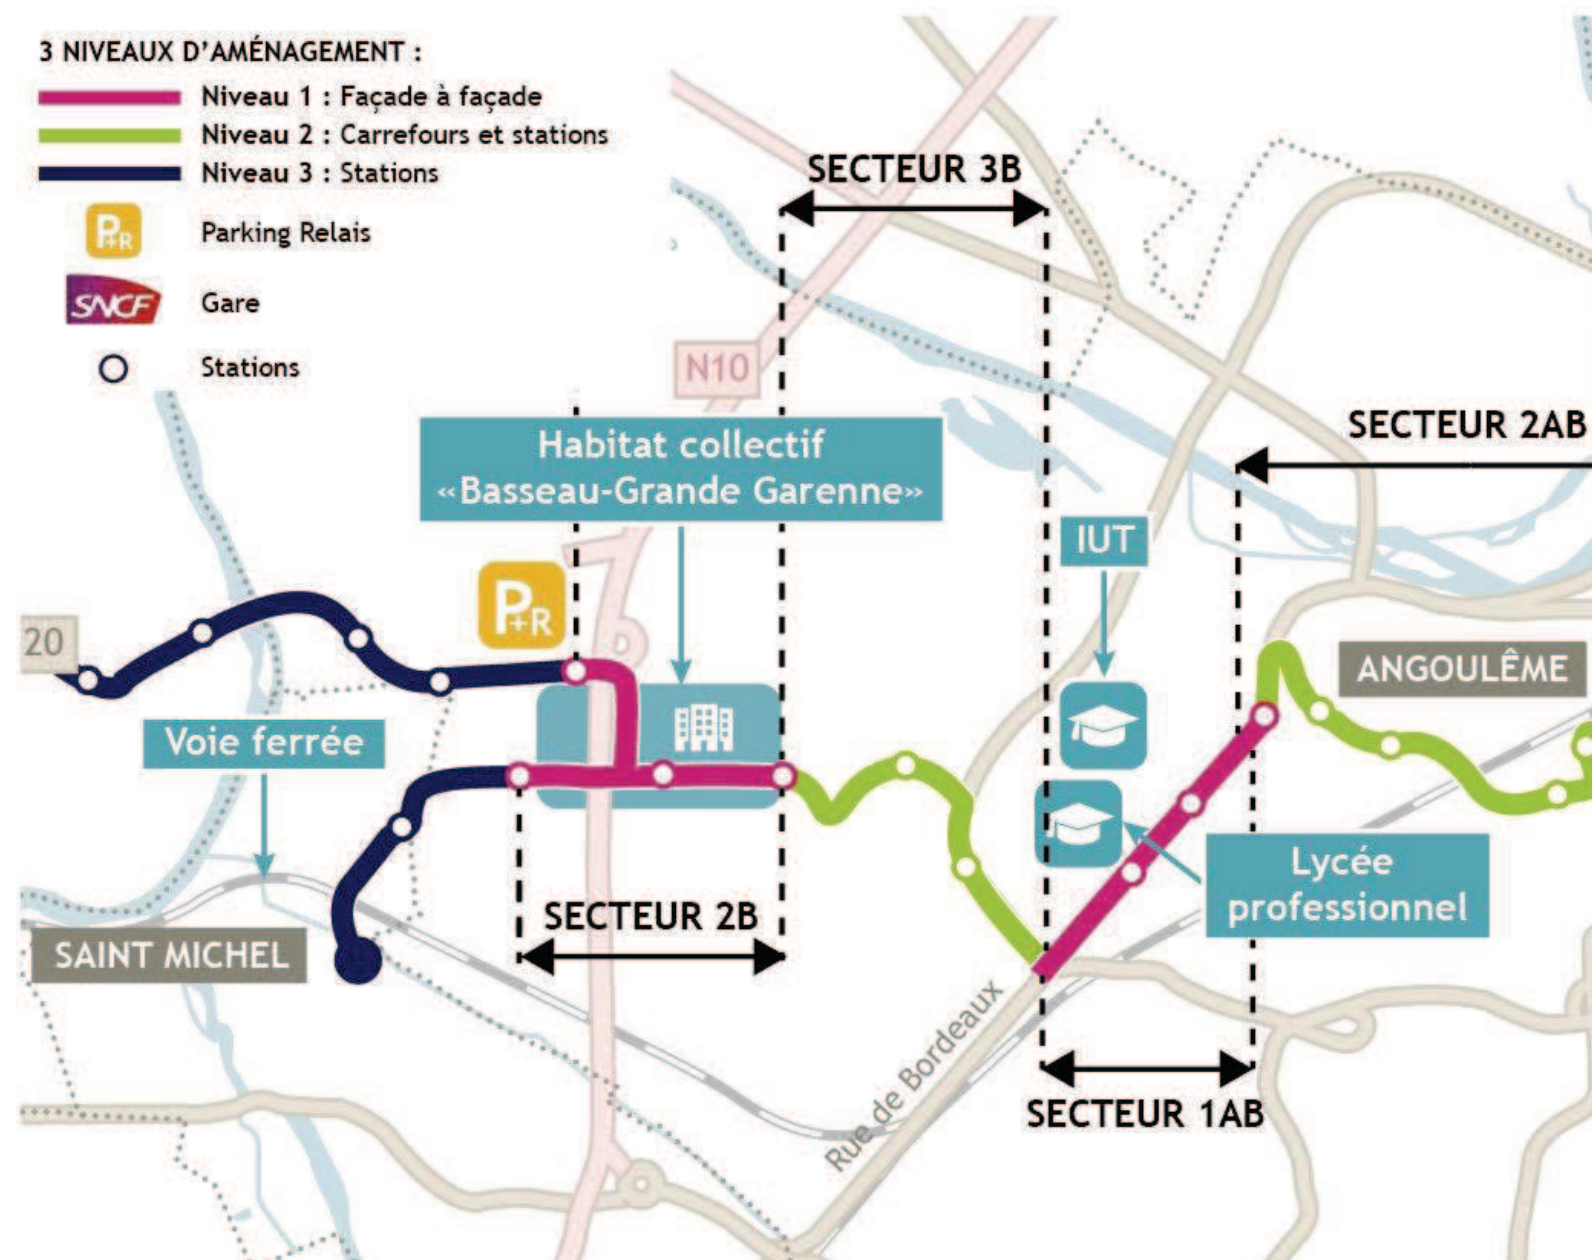 3 NIVEAUX D'AMÉNAGEMENT :
Niveau 1 : Façade à façade
Niveau 2 : Carrefours et stations
Niveau 3 : Stations
P+R
Parking Relais
SNCF
Gare
Stations
SECTEUR 3B
N10
SECTEUR 2AB
Habitat collectif
«Basseau-Grande Garenne»
IUT
P+R
20
ANGOULÊME
Voie ferrée
Lycée
professionnel
SECTEUR 2B
SAINT MICHEL
Rue de Bordeaux
SECTEUR 1AB